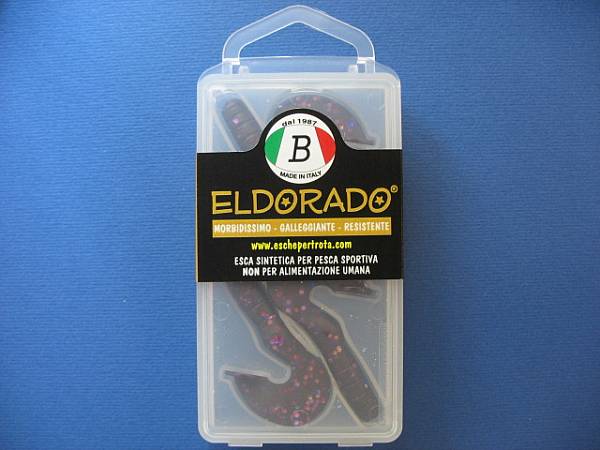 dal 1987
B
MADE IN ITALY
ELDORADO®
MORBIDISSIMO - GALLEGGIANTE - RESISTENTE
www.eschepertrota.com
ESCA SINTETICA PER PESCA SPORTIVA
NON PER ALIMENTAZIONE UMANA